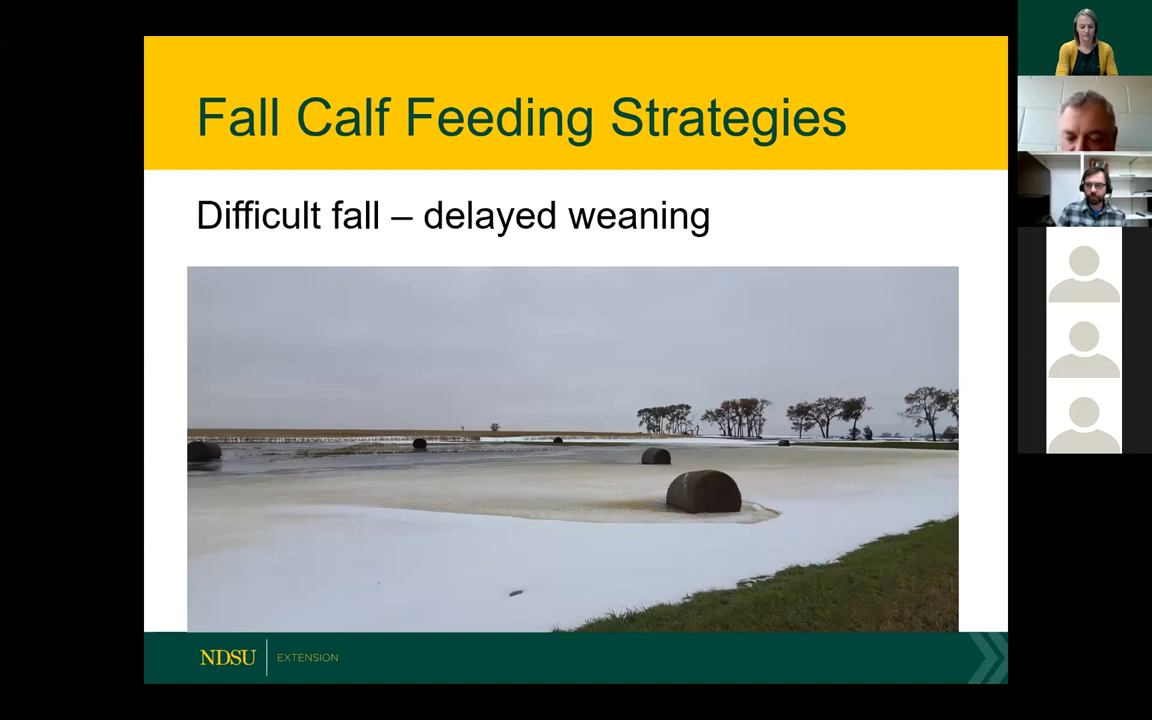 Fall Calf Feeding Strategies
Difficult fall – delayed weaning
NDSU EXTENSION